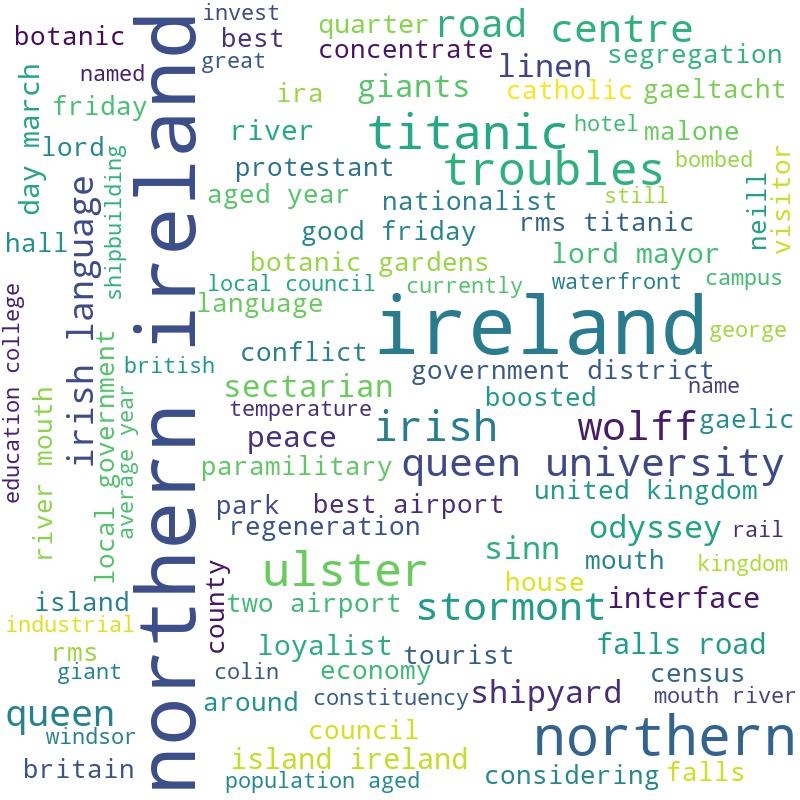 botanic
invest
best
great
quarter
road
centre
concentrate
linen
segregation
named
friday
day march
lord
ira
giants
catholic
gaeltacht
river
titanic
hotel
malone
protestant
troubles
bombed
aged year
nationalist
still
neill
visitor
good friday
rms titanic
hall
irish language
shipbuilding
northern ireland
botanic gardens
lord mayor
local council
currently
waterfront
campus
language
ireland
george
british
conflict
government district
name
education college
river mouth
local government
average year
sectarian
boosted
temperature
peace
irish
wolff
gaelic
paramilitary
queen university
park
best airport
united kingdom
regeneration
odyssey
rail
sinn
mouth
kingdom
ulster
house
island
county
two airport
stormont
interface
industrial
rms
loyalist
tourist
falls road
giant
colin
economy
census
queen
around
constituency
shipyard
mouth river
windsor
council
northern
britain
island ireland
population aged
considering
falls